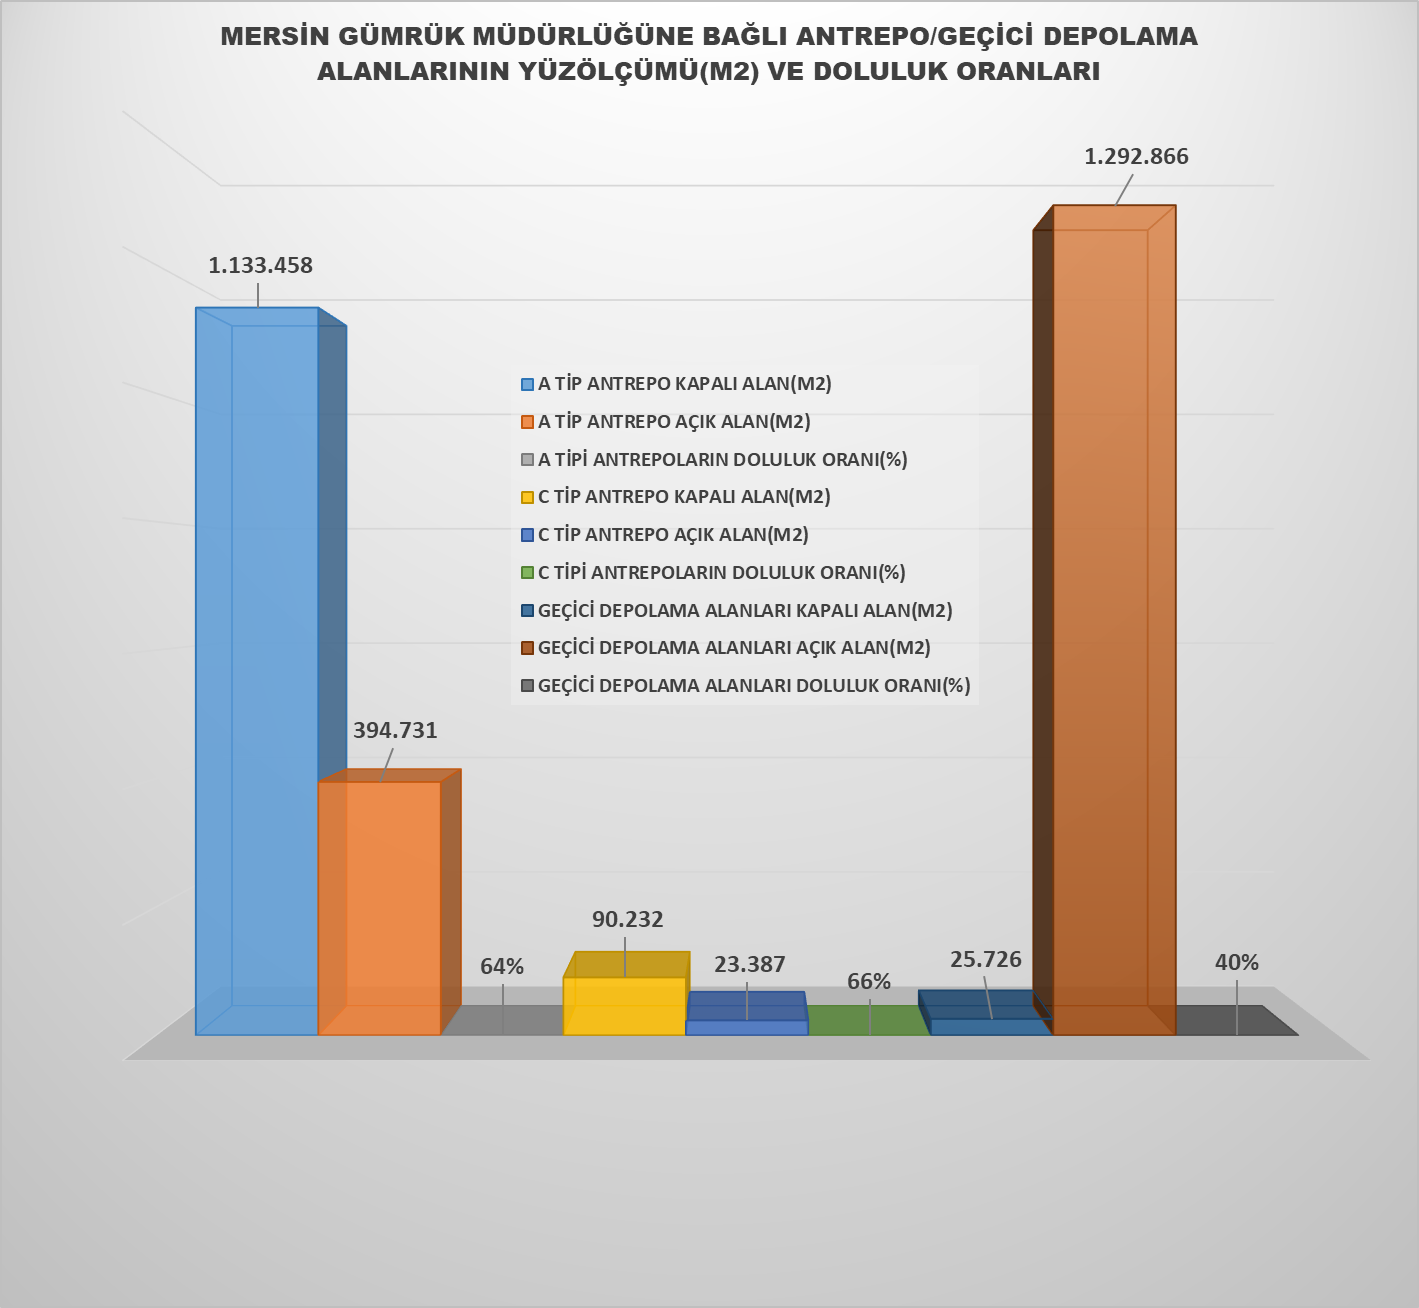 MERSİN GÜMRÜK MÜDÜRLÜĞÜNE BAĞLI ANTREPO/GEÇİCİ DEPOLAMA
ALANLARININ YÜZÖLÇÜMÜ(M2) VE DOLULUK ORANLARI
1.292.866
1.133.458
A TİP ANTREPO KAPALI ALAN(M2)
A TİP ANTREPO AÇIK ALAN(M2)
A TİPİ ANTREPOLARIN DOLULUK ORANI(%)
C TİP ANTREPO KAPALI ALAN(M2)
C TİP ANTREPO AÇIK ALAN(M2)
C TİPİ ANTREPOLARIN DOLULUK ORANI(%)
GEÇİCİ DEPOLAMA ALANLARI KAPALI ALAN(M2)
GEÇİCİ DEPOLAMA ALANLARI AÇIK ALAN(M2)
GEÇİCİ DEPOLAMA ALANLARI DOLULUK ORANI(%)
394.731
64%
90.232
23.387
66%
25.726
40%